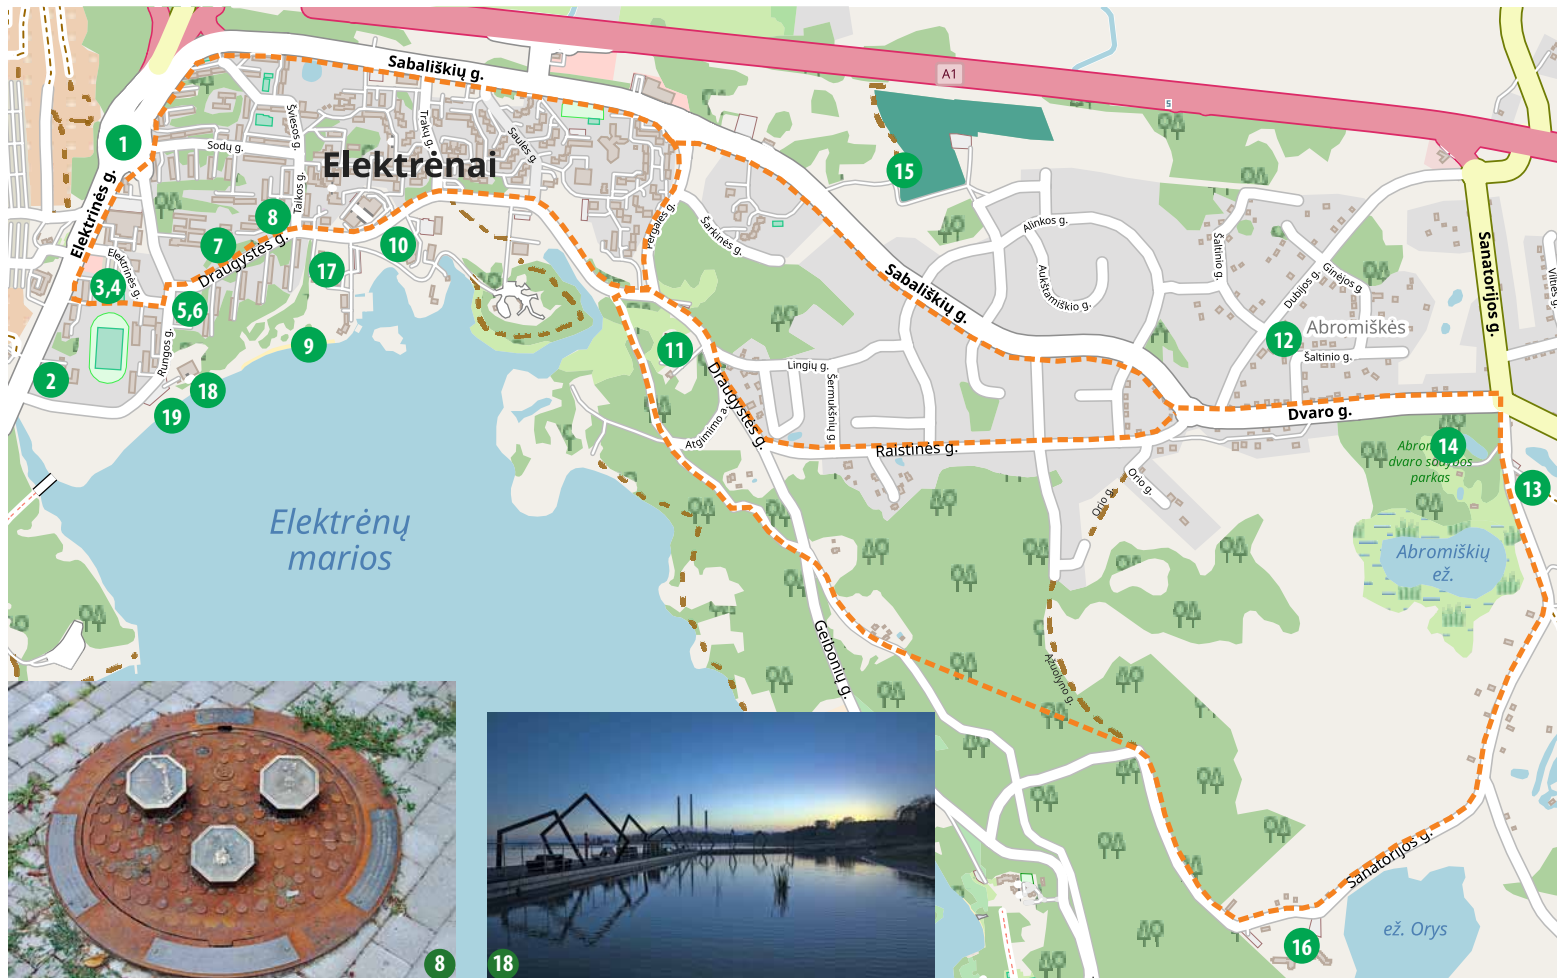 A1
5
Sabališkių g.
1
Sodų g.
Šviesos g.
Trakų g.
Saulės g.
Elektrėnai
Taikos g.
15
Elektrinės g.
8
7
Draugystės g.
10
17
Pergalės g.
Šarkinės g.
Alinkos g.
Šaltinio g.
Ginėjos g.
Dubijos g.
Aukštamiškio g.
Sanatorijos g.
Vilties g.
Elektrinės g.
3,4
5,6
Sabališkių g.
Abromiškės
12
Šaltinio g.
9
11
Rungos g.
2
18
19
Draugystės g.
Lingių g.
Šermukšnių g.
Atgimimo a.
Raistinės g.
Dvaro g.
14
dvaro sodybos
parkas
13
Orio g.
Orio g.
Elektrėnų
marios
Abromiškių
ež.
Geibonių g.
Ąžuolyno g.
Sanatorijos g.
ež. Orys
16
8
18